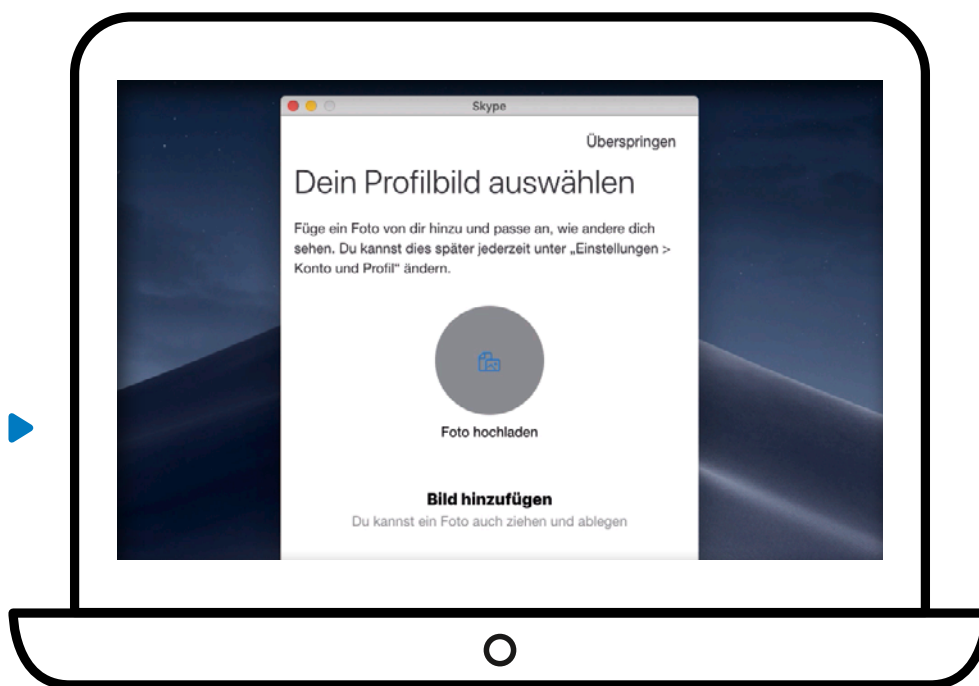 Skype
Überspringen
Dein Profilbild auswählen
Füge ein Foto von dir hinzu und passe an, wie andere dich
sehen. Du kannst dies später jederzeit unter „Einstellungen >
Konto und Profil" ändern.
Foto hochladen
Bild hinzufügen
Du kannst ein Foto auch ziehen und ablegen